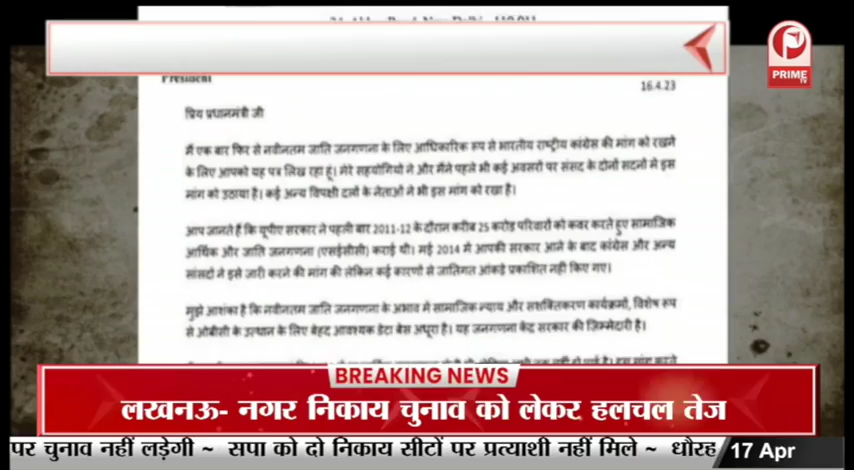 PRIME
TV
16.4.23
प्रिय प्रधानमंत्री जी
मैं एक बार फिर से नवीनतम जाति जनगणना के लिए आधिकारिक रूप से भारतीय राष्ट्रीय कांग्रेस की मांग को रखने
के लिए आपको यह पत्र लिख रहा हूं। मेरे सहयोगियो ने और मैंने पहले भी कई अवसरों पर संसद के दोनों सदनों मे इस
मांग को उठाया है। कई अन्य विपक्षी दलों के नेताओं ने भी इस मांग को रखा है।
आप जानते हैं कि यूपीए सरकार ने पहली बार 2011-12 के दौरान करीब 25 करोड़ परिवारों को कवर करते हुए सामाजिक
आर्थिक और जाति जनगणना (एसईसीसी) कराई थी। मई 2014 मे आपकी सरकार आने के बाद कांग्रेस और अन्य
सांसदों ने इसे जारी करने की मांग की लेकिन कई कारणों से जातिगत आंकड़े प्रकाशित नही किए गए।
मुझे आशंका है कि नवीनतम जाति जनगणना के अभाव मे सामाजिक न्याय और सशक्तिकरण कार्यक्रमों, विशेष रूप
से ओबीसी के उत्थान के लिए बेहद आवश्यक डेटा बेस अधूरा है। यह जनगणना केंद्र सरकार की जिम्मेदारी है।
BREAKING NEWS
लखनऊ- नगर निकाय चुनाव को लेकर हलचल तेज
पर चुनाव नहीं लड़ेगी ~ सपा को दो निकाय सीटों पर प्रत्याशी नहीं मिले ~ धौरह
17 Apr